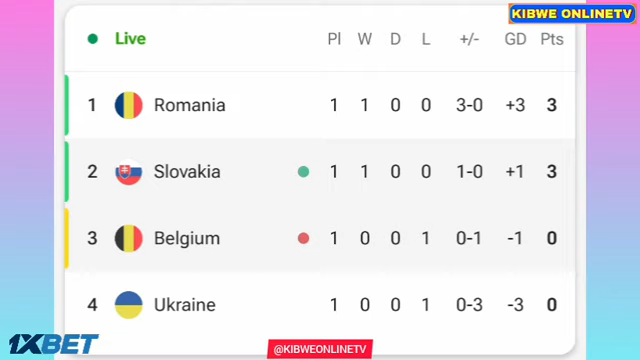 KIBWE ONLINETV
Live Pl W D L +/- GD Pts
1 Romania 1 1 0 0 3-0 +3 3
2 Slovakia 1 1 0 0 1-0 +1 3
3 Belgium 1 0 0 1 0-1 -1 0
4 Ukraine 1 0 0 1 0-3 -3 0
1XBET
@KIBWEONLINETV